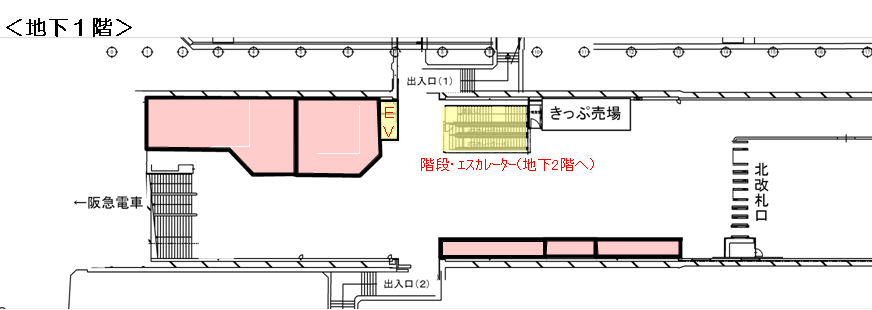 ＜地下１階＞
出入口(1)
EV
きっぷ売場
階段・エスカレーター(地下2階へ)
北改札口
←阪急電車
出入口(2)